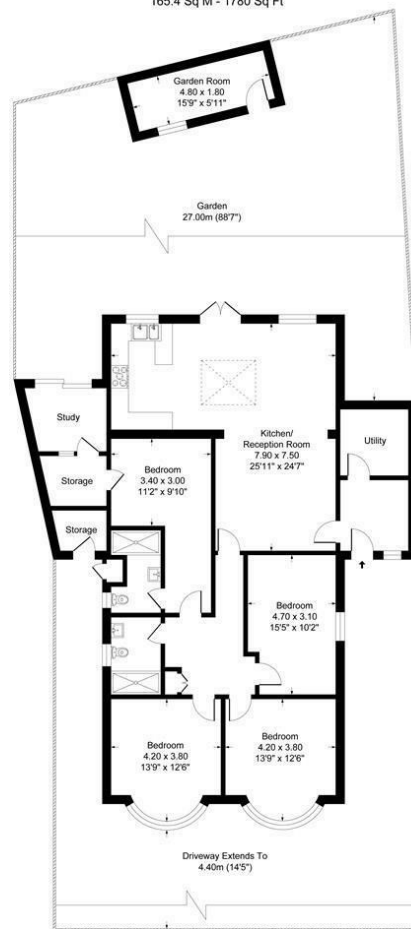 165.4 Sq M - 1780 Sq Ft
Garden Room
4.80 x 1.80
15'9" x 5'11"
Garden
27.00m (88'7")
Study
Kitchen/
Reception Room
7.90 x 7.50
25'11" x 24'7"
Utility
Bedroom
3.40 x 3.00
11'2" x 9'10"
Storage
Storage
Bedroom
4.70 x 3.10
15'5" x 10'2"
Bedroom
4.20 x 3.80
13'9" x 12'6"
Bedroom
4.20 x 3.80
13'9" x 12'6"
Driveway Extends To
4.40m (14'5")